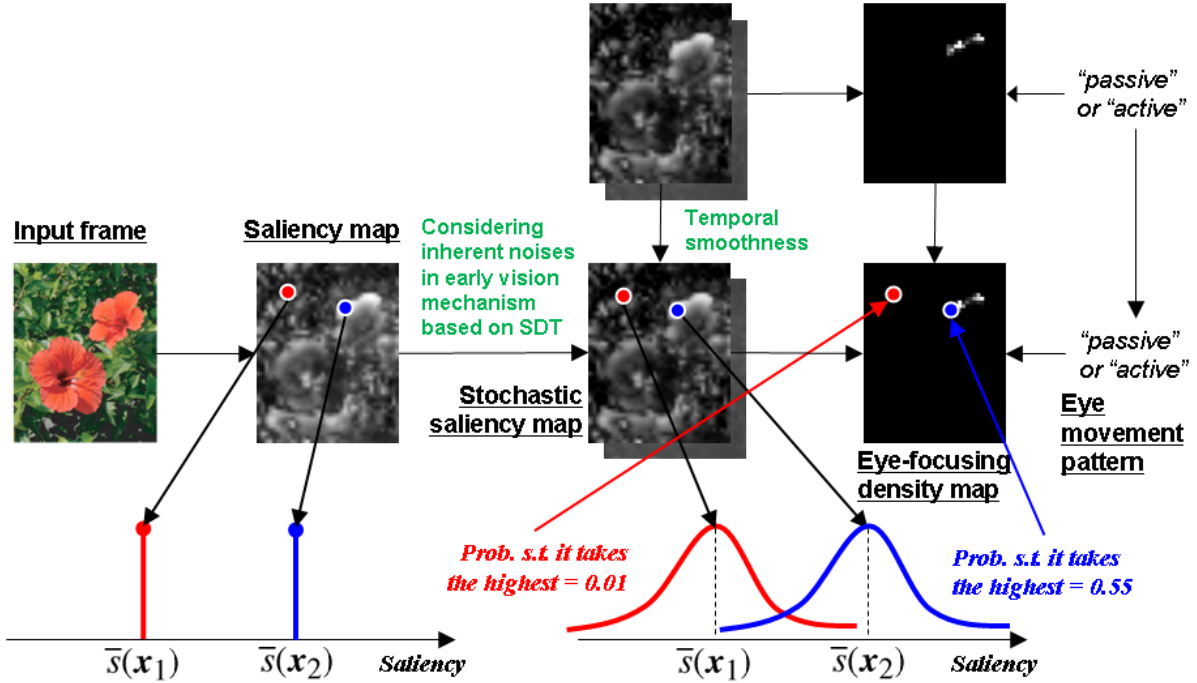 "passive"
or "active"
Input frame
Saliency map
Considering
inherent noises
in early vision
mechanism
based on SDT
Temporal
smoothness
"passive"
or "active"
Stochastic
saliency map
Eye
movement
pattern
Eye-focusing
density map
Prob. s.t. it takes
the highest = 0.01
Prob. s.t. it takes
the highest = 0.55
s̅(x₁) s̅(x₂) Saliency
s̅(x₁) s̅(x₂) Saliency